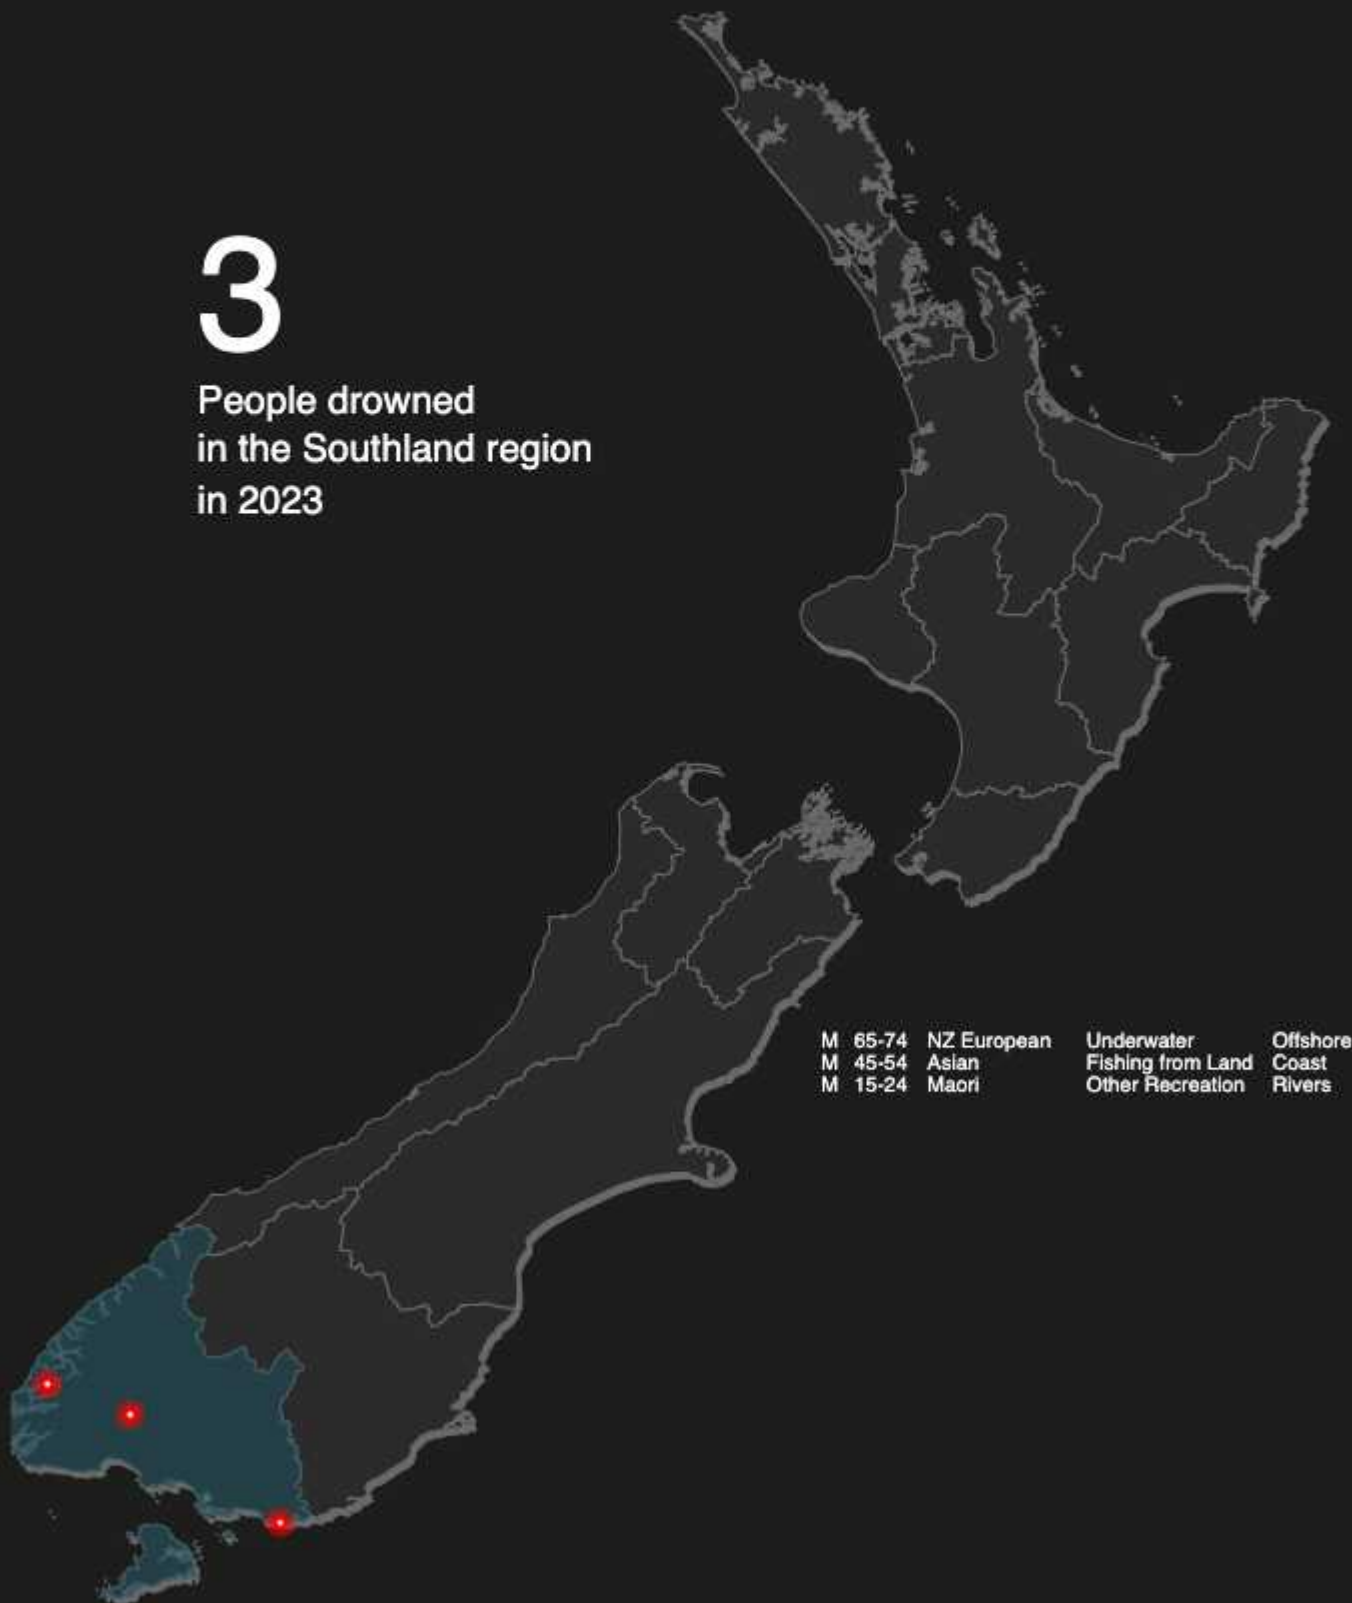 3
People drowned
in the Southland region
in 2023
M 65-74 NZ European Underwater Offshore
M 45-54 Asian Fishing from Land Coast
M 15-24 Maori Other Recreation Rivers